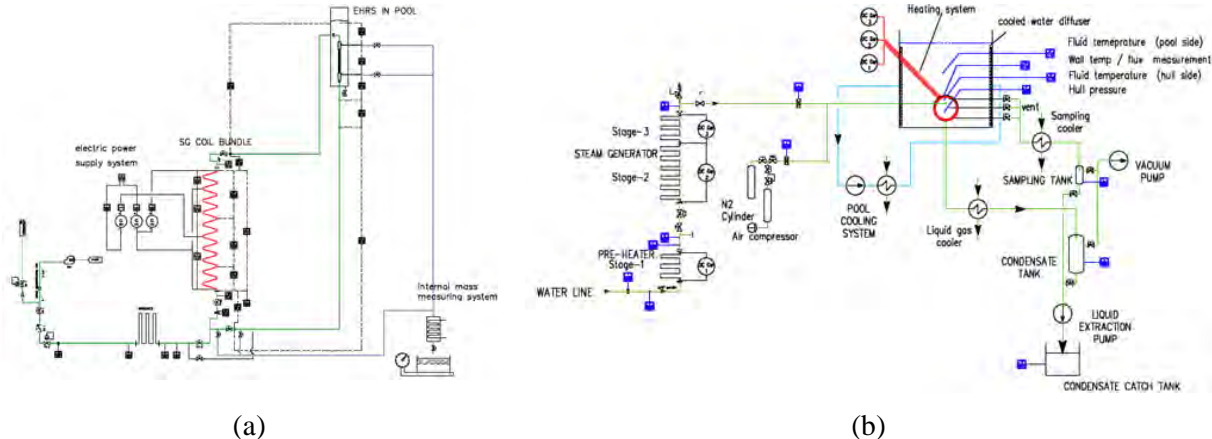 EHRS IN POOL
SG COIL BUNDLE
electric power
supply system
Internal mass
measuring system
(a)
Heating system
cooled water diffuser
Fluid temeprature (pool side)
Wall temp / flux measurement
Fluid temperature (hull side)
Hull pressure
vent
Sampling
cooler
Stage-3
STEAM GENERATOR
Stage-2
N2
Cylinder
Air compressor
POOL
COOLING
SYSTEM
SAMPLING TANK
VACUUM
PUMP
Liquid gas
cooler
PRE-HEATER
Stage-1
CONDENSATE
TANK
WATER LINE
LIQUID
EXTRACTION
PUMP
CONDENSATE CATCH TANK
(b)